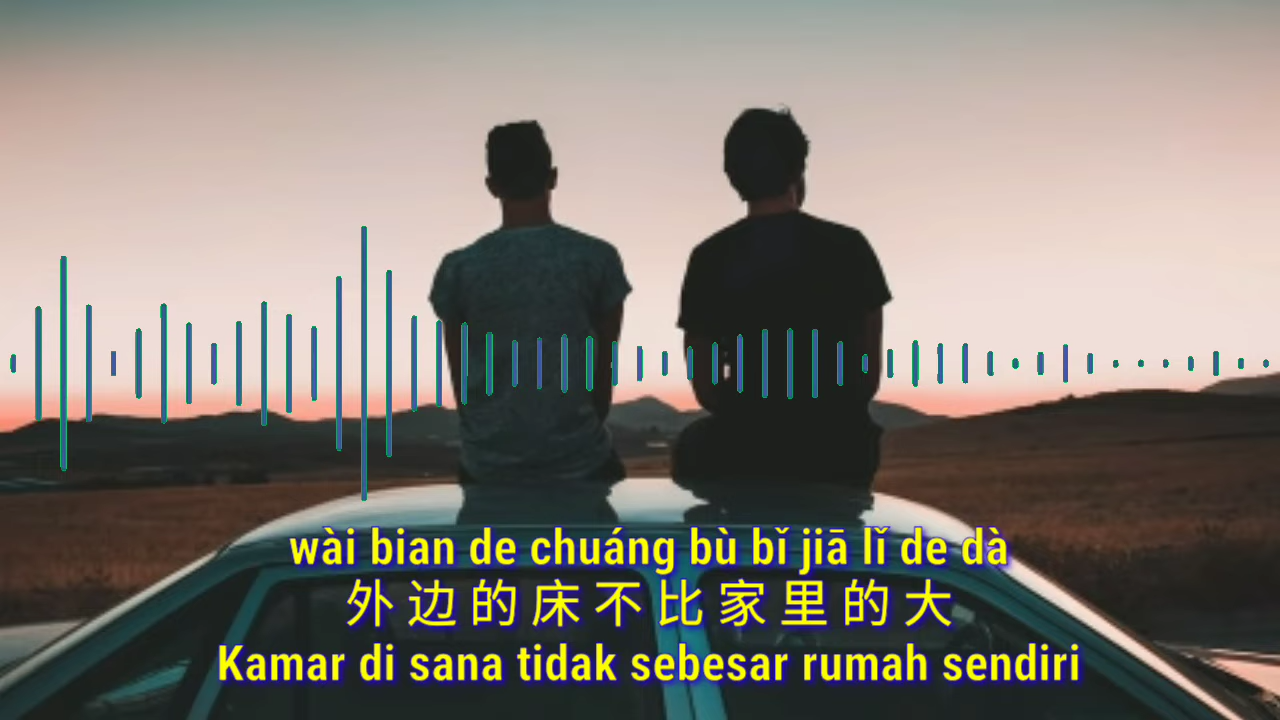 wài bian de chuáng bù bǐ jiā lǐ de dà
外边的床不比家里的大
Kamar di sana tidak sebesar rumah sendiri